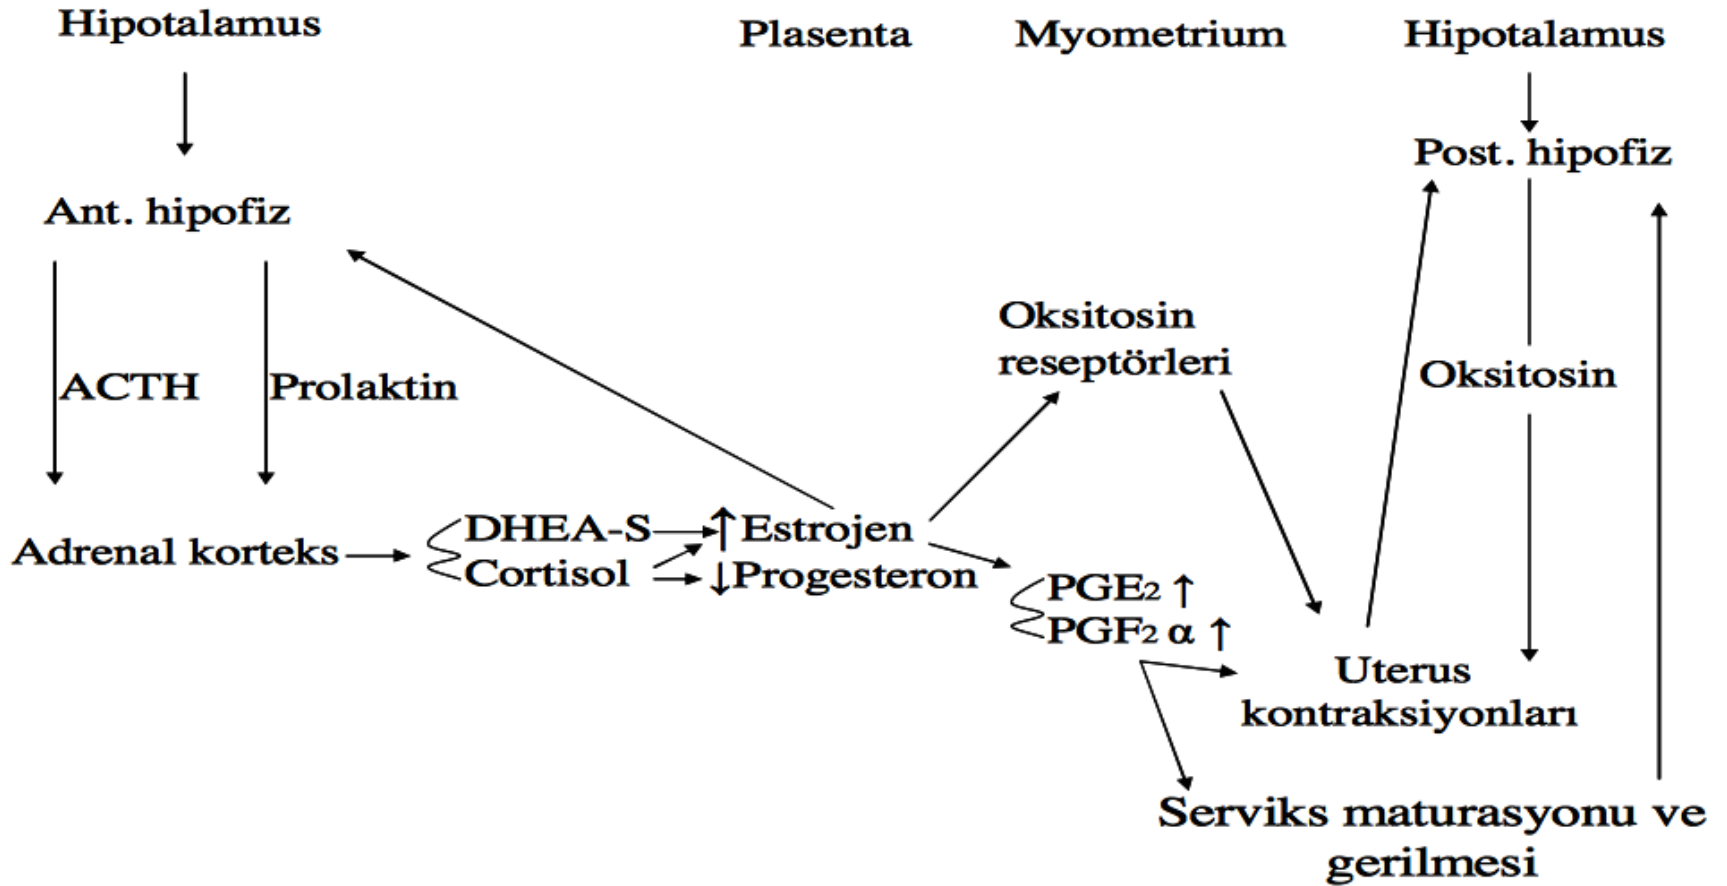 Hipotalamus
Plasenta
Myometrium
Hipotalamus
Post. hipofiz
Ant. hipofiz
Oksitosin
reseptörleri
ACTH
Prolaktin
Oksitosin
DHEA-S
↑Estrojen
Adrenal korteks
Cortisol
↓Progesteron
PGE2 ↑
PGF2 α ↑
Uterus
kontraksiyonları
Serviks maturasyonu ve
gerilmesi